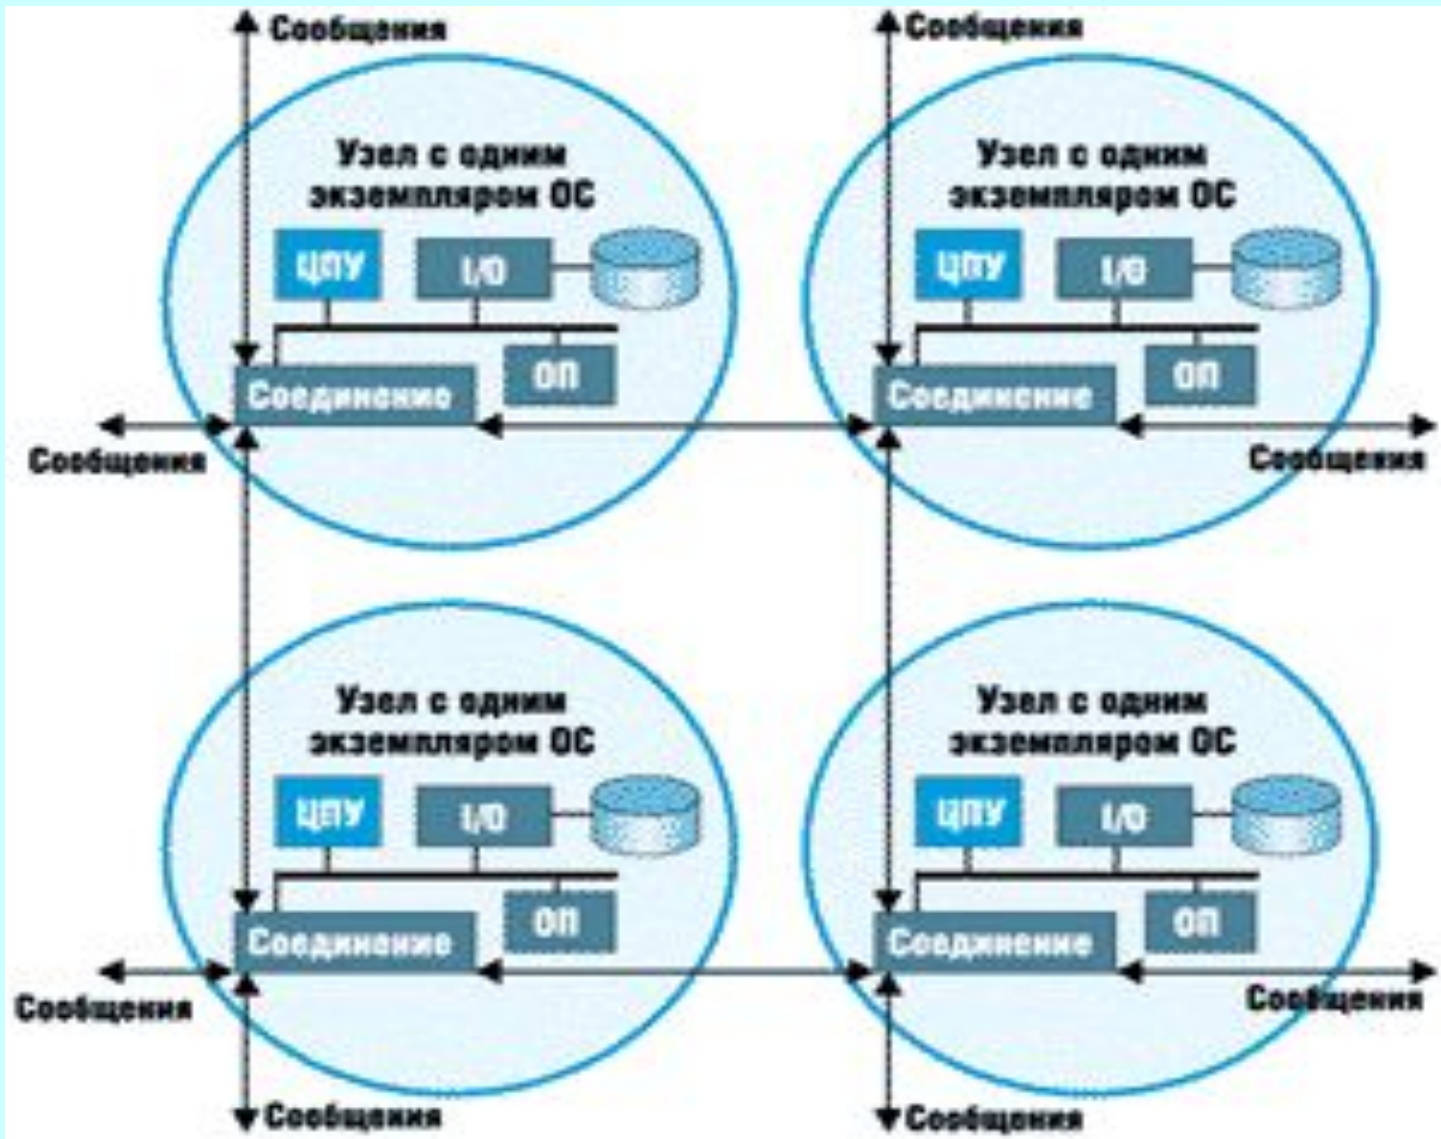 Сообщения
Сообщения
Узел с одним
экземпляром ОС
Узел с одним
экземпляром ОС
ЦПУ
I/O
ЦПУ
I/O
ОП
ОП
Соединение
Соединение
Сообщения
Сообщения
Узел с одним
экземпляром ОС
Узел с одним
экземпляром ОС
ЦПУ
I/O
ЦПУ
I/O
ОП
ОП
Соединение
Соединение
Сообщения
Сообщения
Сообщения
Сообщения